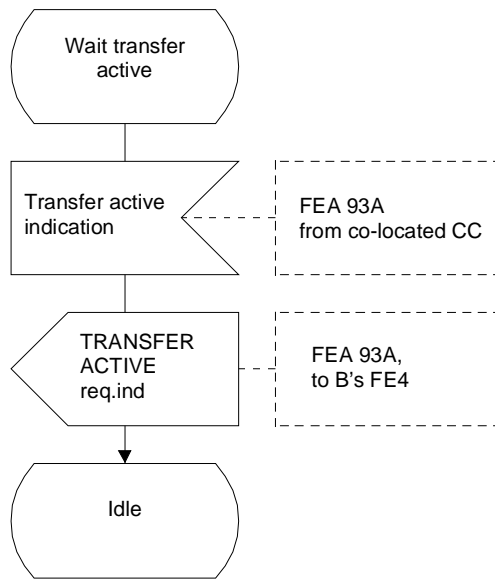 Wait transfer
active
Transfer active
indication
FEA 93A
from co-located CC
TRANSFER
ACTIVE
req.ind
FEA 93A,
to B's FE4
Idle